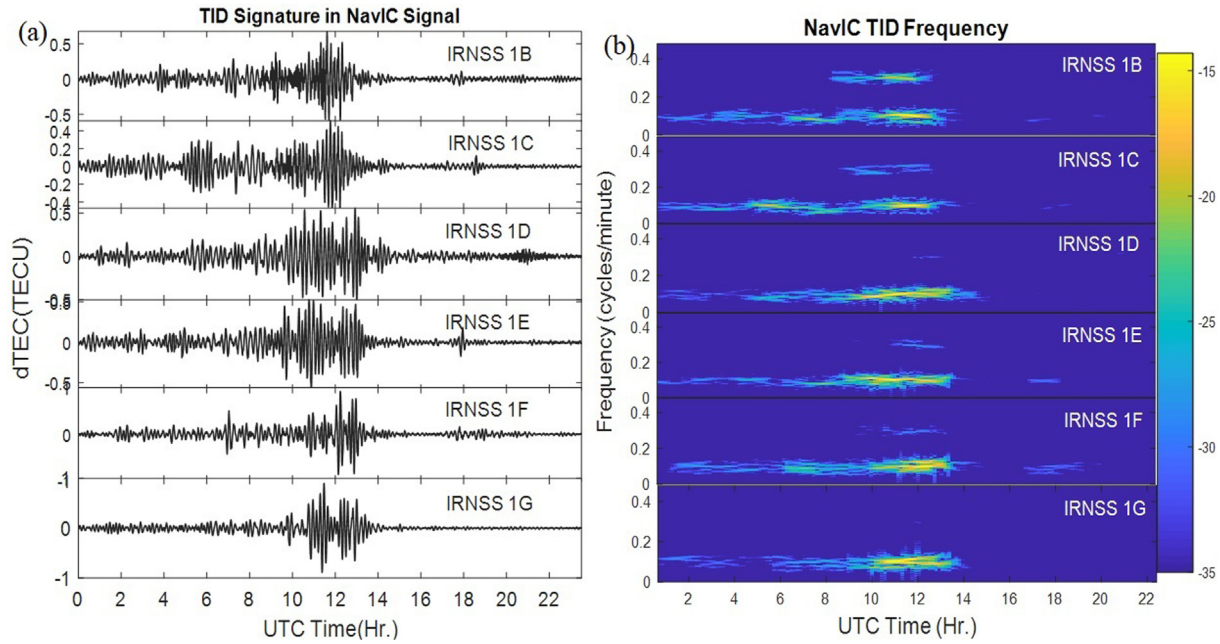 (a)
TID Signature in NavIC Signal
dTEC(TECU)
0.5
0
-0.5
IRNSS 1B
0.4
0.2
0
-0.2
-0.4
IRNSS 1C
0.5
0
-0.5
IRNSS 1D
0.5
0
-0.5
IRNSS 1E
1
0
-1
IRNSS 1F
0
-1
IRNSS 1G
0 2 4 6 8 10 12 14 16 18 20 22
UTC Time(Hr.)
(b)
NavIC TID Frequency
Frequency (cycles/minute)
0.4
0.2
0
IRNSS 1B
0.4
0.2
0
IRNSS 1C
0.4
0.2
0
IRNSS 1D
0.4
0.2
0
IRNSS 1E
0.4
0.2
0
IRNSS 1F
0.4
0.2
0
IRNSS 1G
2 4 6 8 10 12 14 16 18 20 22
UTC Time (Hr.)
-15
-20
-25
-30
-35